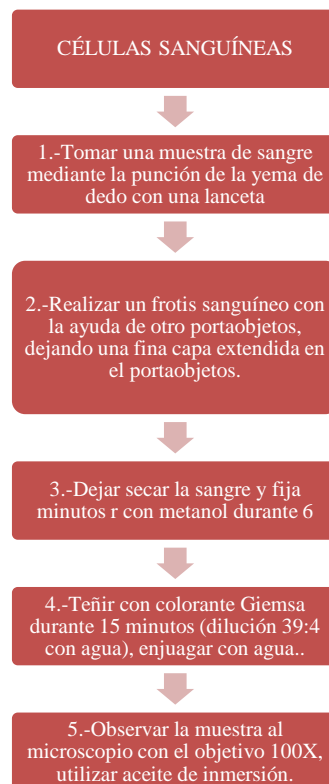 CÉLULAS SANGUÍNEAS
1.-Tomar una muestra de sangre
mediante la punción de la yema de
dedo con una lanceta
2.-Realizar un frotis sanguíneo con
la ayuda de otro portaobjetos,
dejando una fina capa extendida en
el portaobjetos.
3.-Dejar secar la sangre y fija
minutos r con metanol durante 6
4.-Teñir con colorante Giemsa
durante 15 minutos (dilución 39:4
con agua), enjuagar con agua..
5.-Observar la muestra al
microscopio con el objetivo 100X,
utilizar aceite de inmersión.